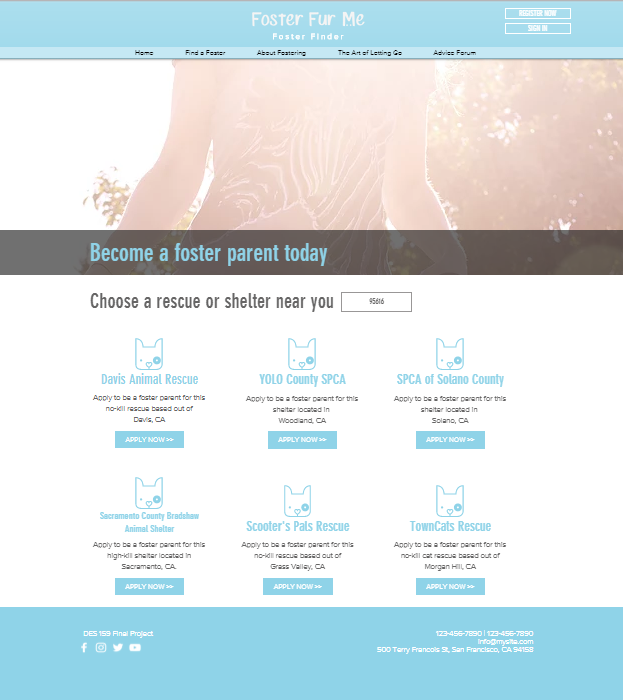 Foster Fur Me
Foster Finder
REGISTER NOW
SIGN IN
Home Find a Foster About Fostering The Art of Letting Go Advice Forum
Become a foster parent today
Choose a rescue or shelter near you 95616
Davis Animal Rescue
Apply to be a foster parent for this
no-kill rescue based out of
Davis, CA
APPLY NOW >>
YOLO County SPCA
Apply to be a foster parent for this
shelter located in
Woodland, CA
APPLY NOW >>
SPCA of Solano County
Apply to be a foster parent for this
shelter located in
Solano, CA
APPLY NOW >>
Sacramento County Bradshaw
Animal Shelter
Apply to be a foster parent for this
high-kill shelter located in
Sacramento, CA.
APPLY NOW >>
Scooter's Pals Rescue
Apply to be a foster parent for this
no-kill rescue based out of
Grass Valley, CA
APPLY NOW >>
TownCats Rescue
Apply to be a foster parent for this
no-kill cat rescue based out of
Morgan Hill, CA
APPLY NOW >>
DES 159 Final Project
123-456-7890 | 123-456-7890
info@mysite.com
500 Terry Francois St, San Francisco, CA 94158